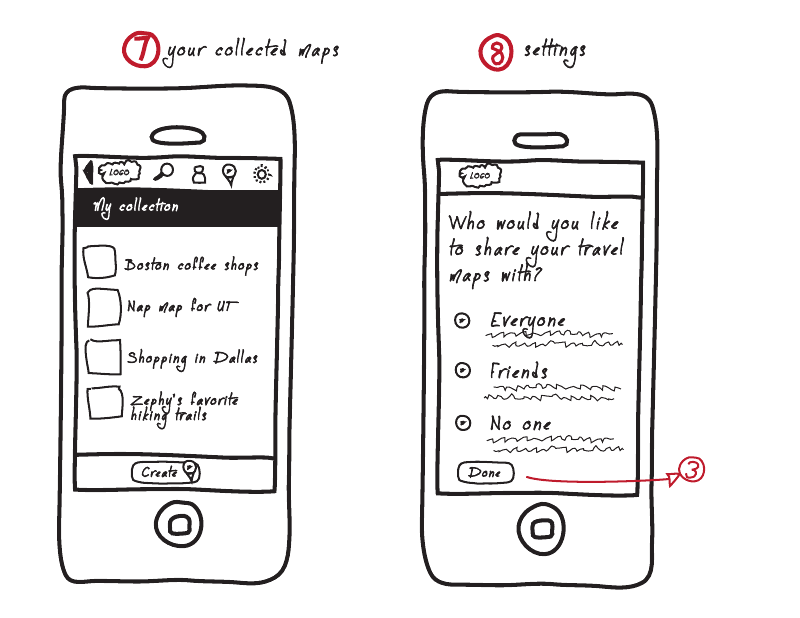 7 your collected maps
LOGO
My collection
Boston coffee shops
Nap map for UT
Shopping in Dallas
Zephy's favorite
hiking trails
Create
8 settings
LOGO
Who would you like
to share your travel
maps with?
Everyone
Friends
No one
Done
3